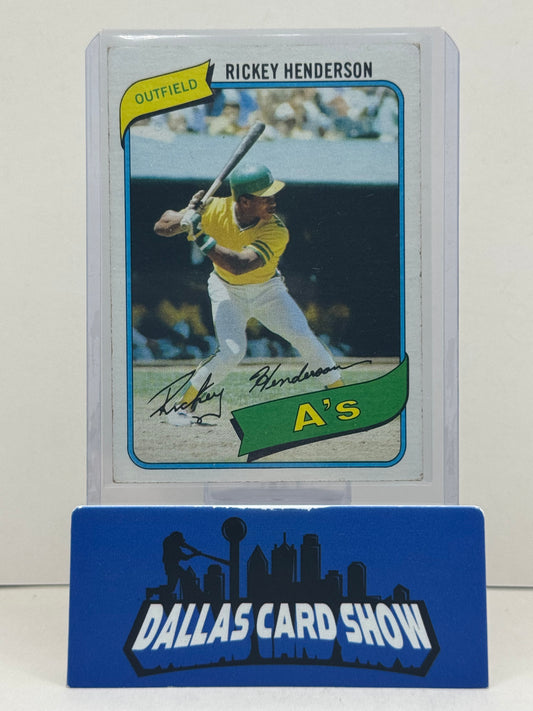 OUTFIELD
RICKEY HENDERSON
Rickey Henderson
A's
DALLAS CARD SHOW